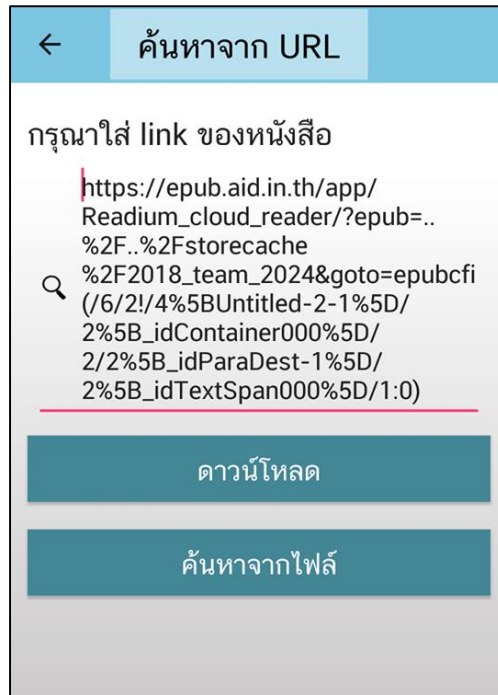 ค้นหาจาก URL
กรุณาใส่ link ของหนังสือ
https://epub.aid.in.th/app/
Readium_cloud_reader/?epub=..
%2F..%2Fstorecache
%2F2018_team_2024&goto=epubcfi
(/6/2!/4%5BUntitled-2-1%5D/
2%5B_idContainer000%5D/
2/2%5B_idParaDest-1%5D/
2%5B_idTextSpan000%5D/1:0)
ดาวน์โหลด
ค้นหาจากไฟล์